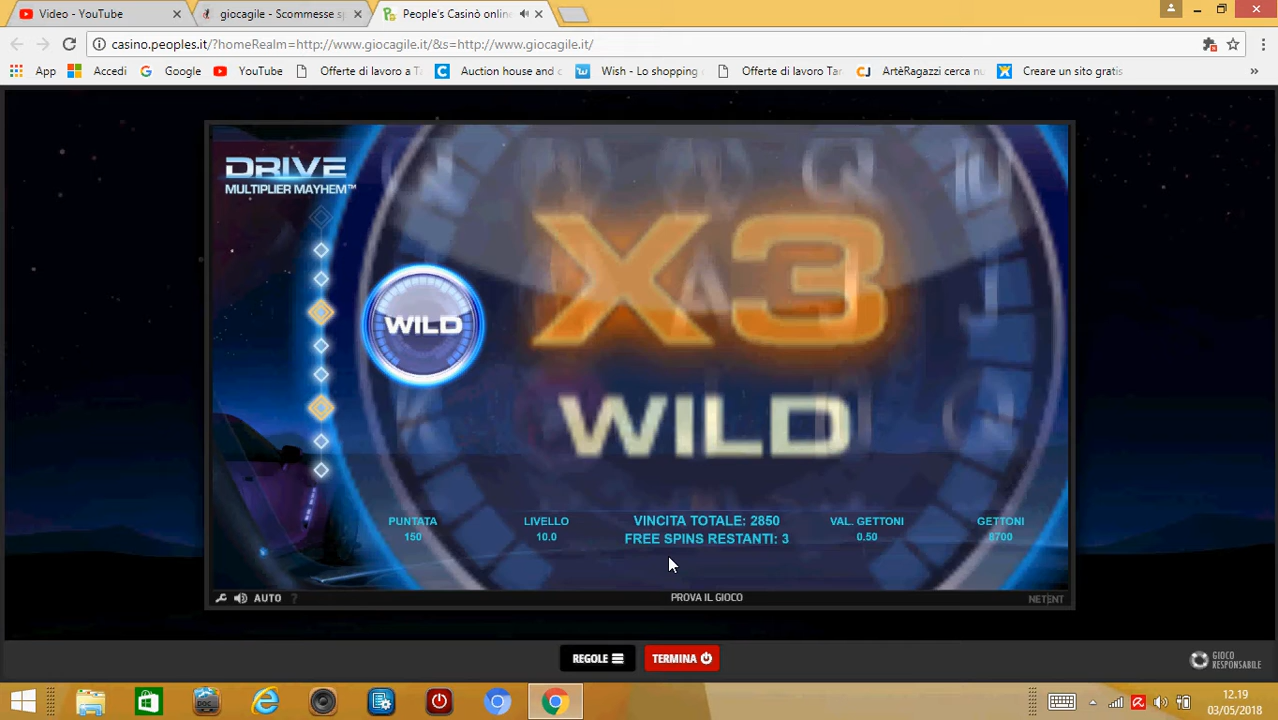 Video - YouTube
giocagile - Scommesse s
People's Casinò online
casino.peoples.it/?homeRealm=http://www.giocagile.it/&s=http://www.giocagile.it/
App
Accedi
Google
YouTube
Offerte di lavoro a Ta
Auction house and c
Wish - Lo shopping
Offerte di lavoro Tar
ArtèRagazzi cerca nu
Creare un sito gratis
»
DRIVE
MULTIPLIER MAYHEM™
X3
WILD
WILD
PUNTATA
150
LIVELLO
10.0
VINCITA TOTALE: 2850
FREE SPINS RESTANTI: 3
VAL. GETTONI
0.50
GETTONI
8700
AUTO
?
PROVA IL GIOCO
NETENT
REGOLE
TERMINA
GIOCO
RESPONSABILE
12.19
03/05/2018